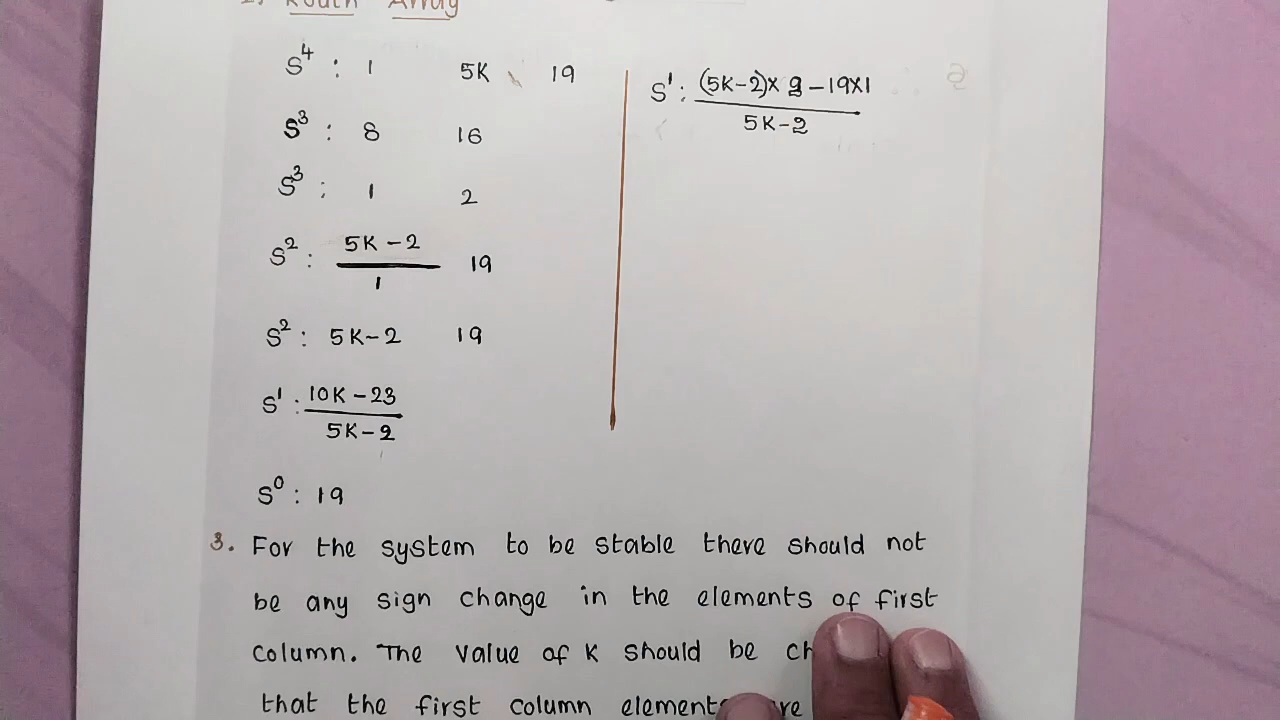 2. Routh Array
S⁴ : 1 5K 19
S³ : 8 16
S³ : 1 2
S² : 5K - 2 / 1 19
S² : 5K - 2 19
S¹ : 10K - 23 / 5K - 2
S⁰ : 19
S¹ : (5K - 2) x 2 - 19 x 1 / 5K - 2
3. For the system to be stable there should not
be any sign change in the elements of first
column. The value of K should be
that the first column